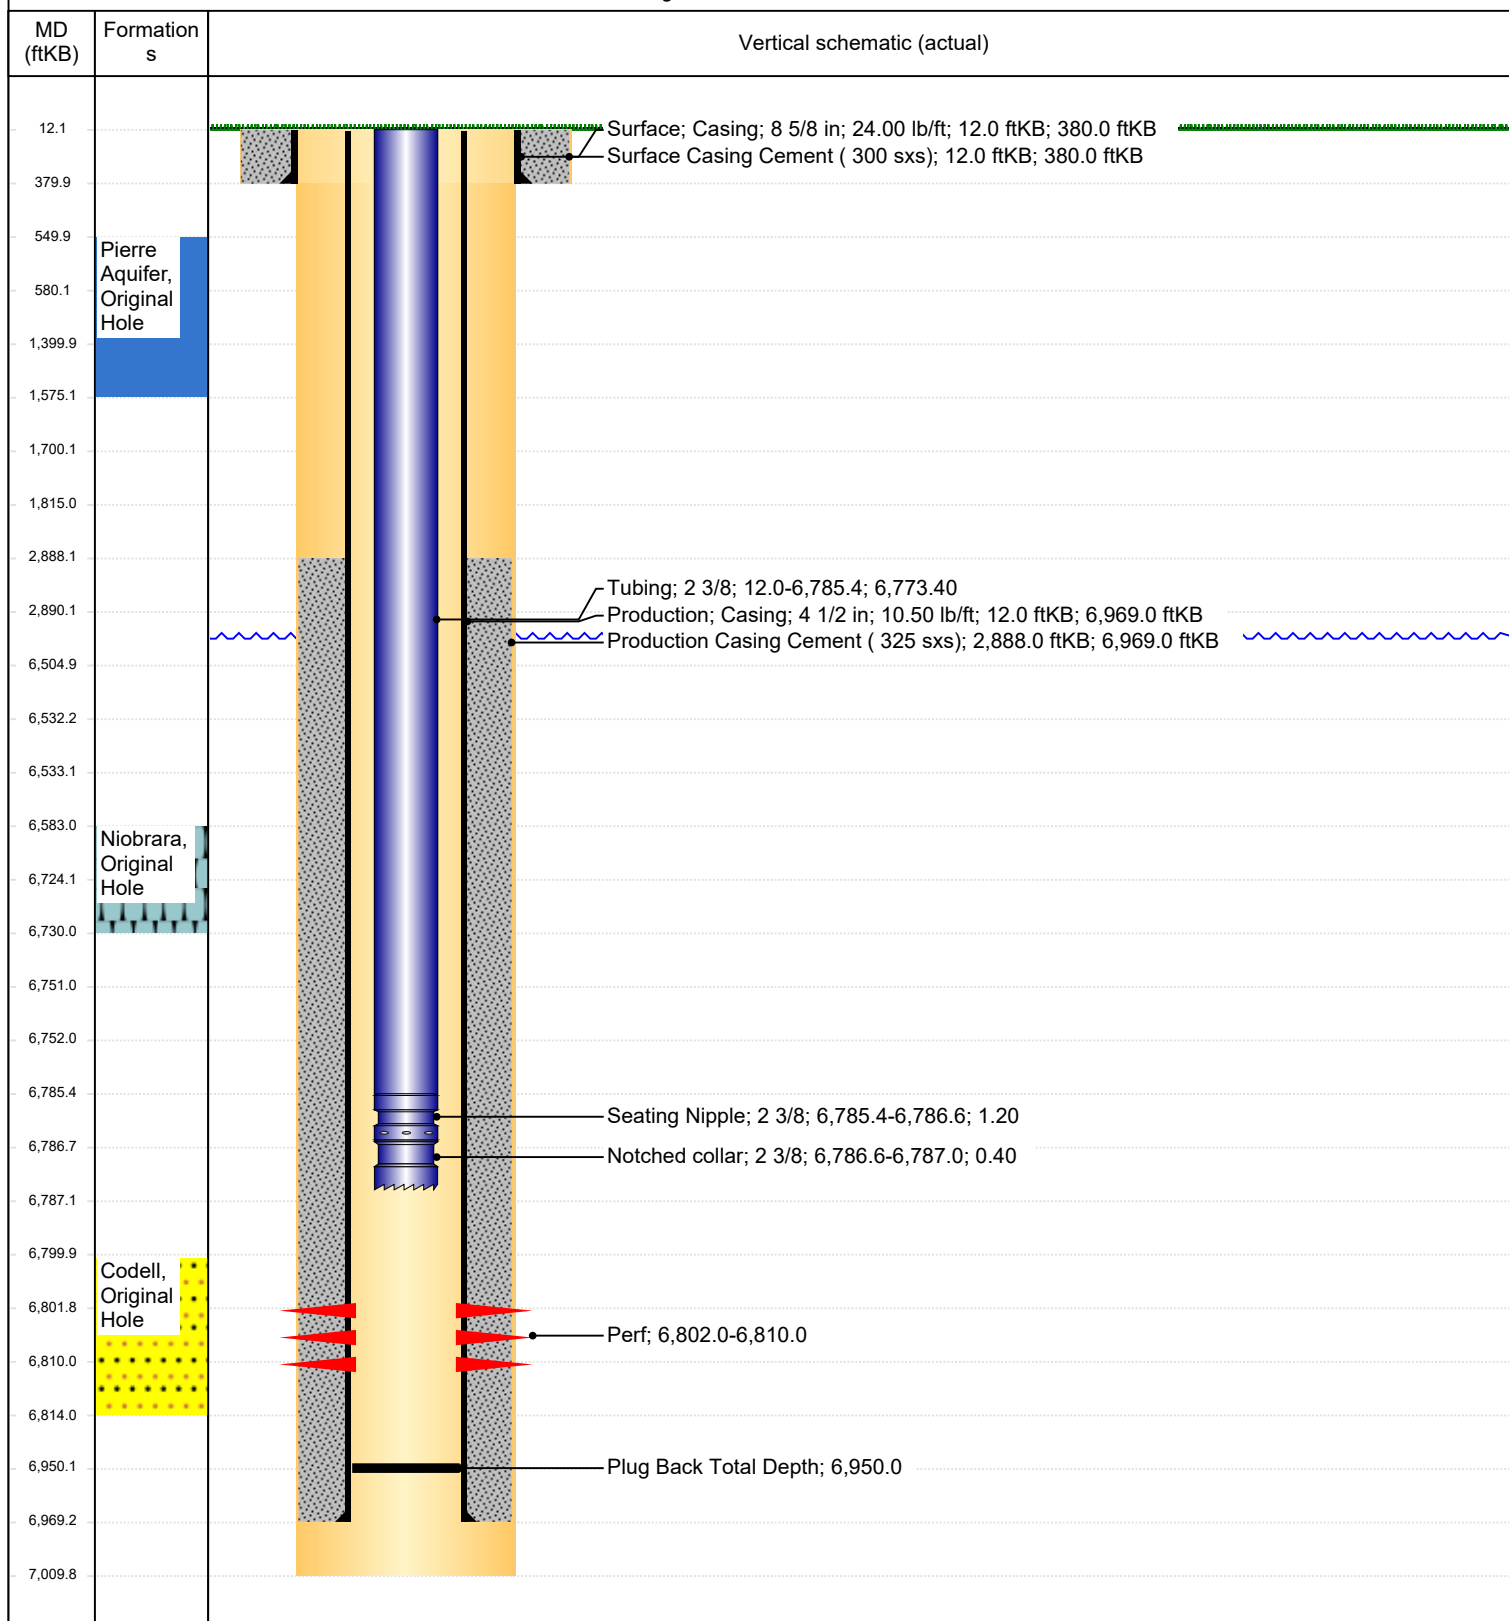 MD
(ftKB)
Formation
s
Vertical schematic (actual)
12.1
Surface; Casing; 8 5/8 in; 24.00 lb/ft; 12.0 ftKB; 380.0 ftKB
Surface Casing Cement ( 300 sxs); 12.0 ftKB; 380.0 ftKB
379.9
549.9
Pierre
Aquifer,
Original
Hole
580.1
1,399.9
1,575.1
1,700.1
1,815.0
2,888.1
Tubing; 2 3/8; 12.0-6,785.4; 6,773.40
2,890.1
Production; Casing; 4 1/2 in; 10.50 lb/ft; 12.0 ftKB; 6,969.0 ftKB
Production Casing Cement ( 325 sxs); 2,888.0 ftKB; 6,969.0 ftKB
6,504.9
6,532.2
6,533.1
6,583.0
Niobrara,
Original
Hole
6,724.1
6,730.0
6,751.0
6,752.0
6,785.4
Seating Nipple; 2 3/8; 6,785.4-6,786.6; 1.20
6,786.7
Notched collar; 2 3/8; 6,786.6-6,787.0; 0.40
6,787.1
6,799.9
Codell,
Original
Hole
6,801.8
Perf; 6,802.0-6,810.0
6,810.0
6,814.0
6,950.1
Plug Back Total Depth; 6,950.0
6,969.2
7,009.8